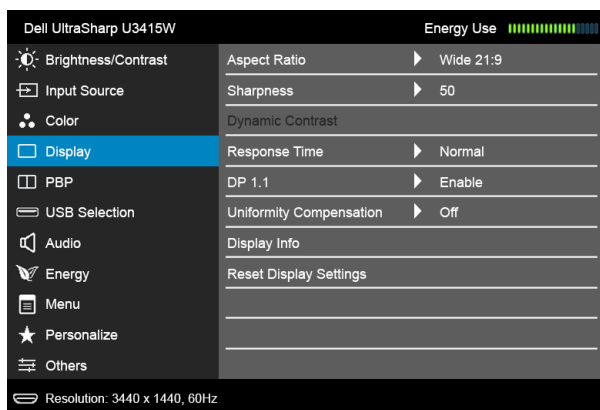 Dell UltraSharp U3415W Energy Use
Brightness/Contrast Aspect Ratio Wide 21:9
Input Source Sharpness 50
Color Dynamic Contrast
Display Response Time Normal
PBP DP 1.1 Enable
USB Selection Uniformity Compensation Off
Audio Display Info
Energy Reset Display Settings
Menu
Personalize
Others
Resolution: 3440 x 1440, 60Hz